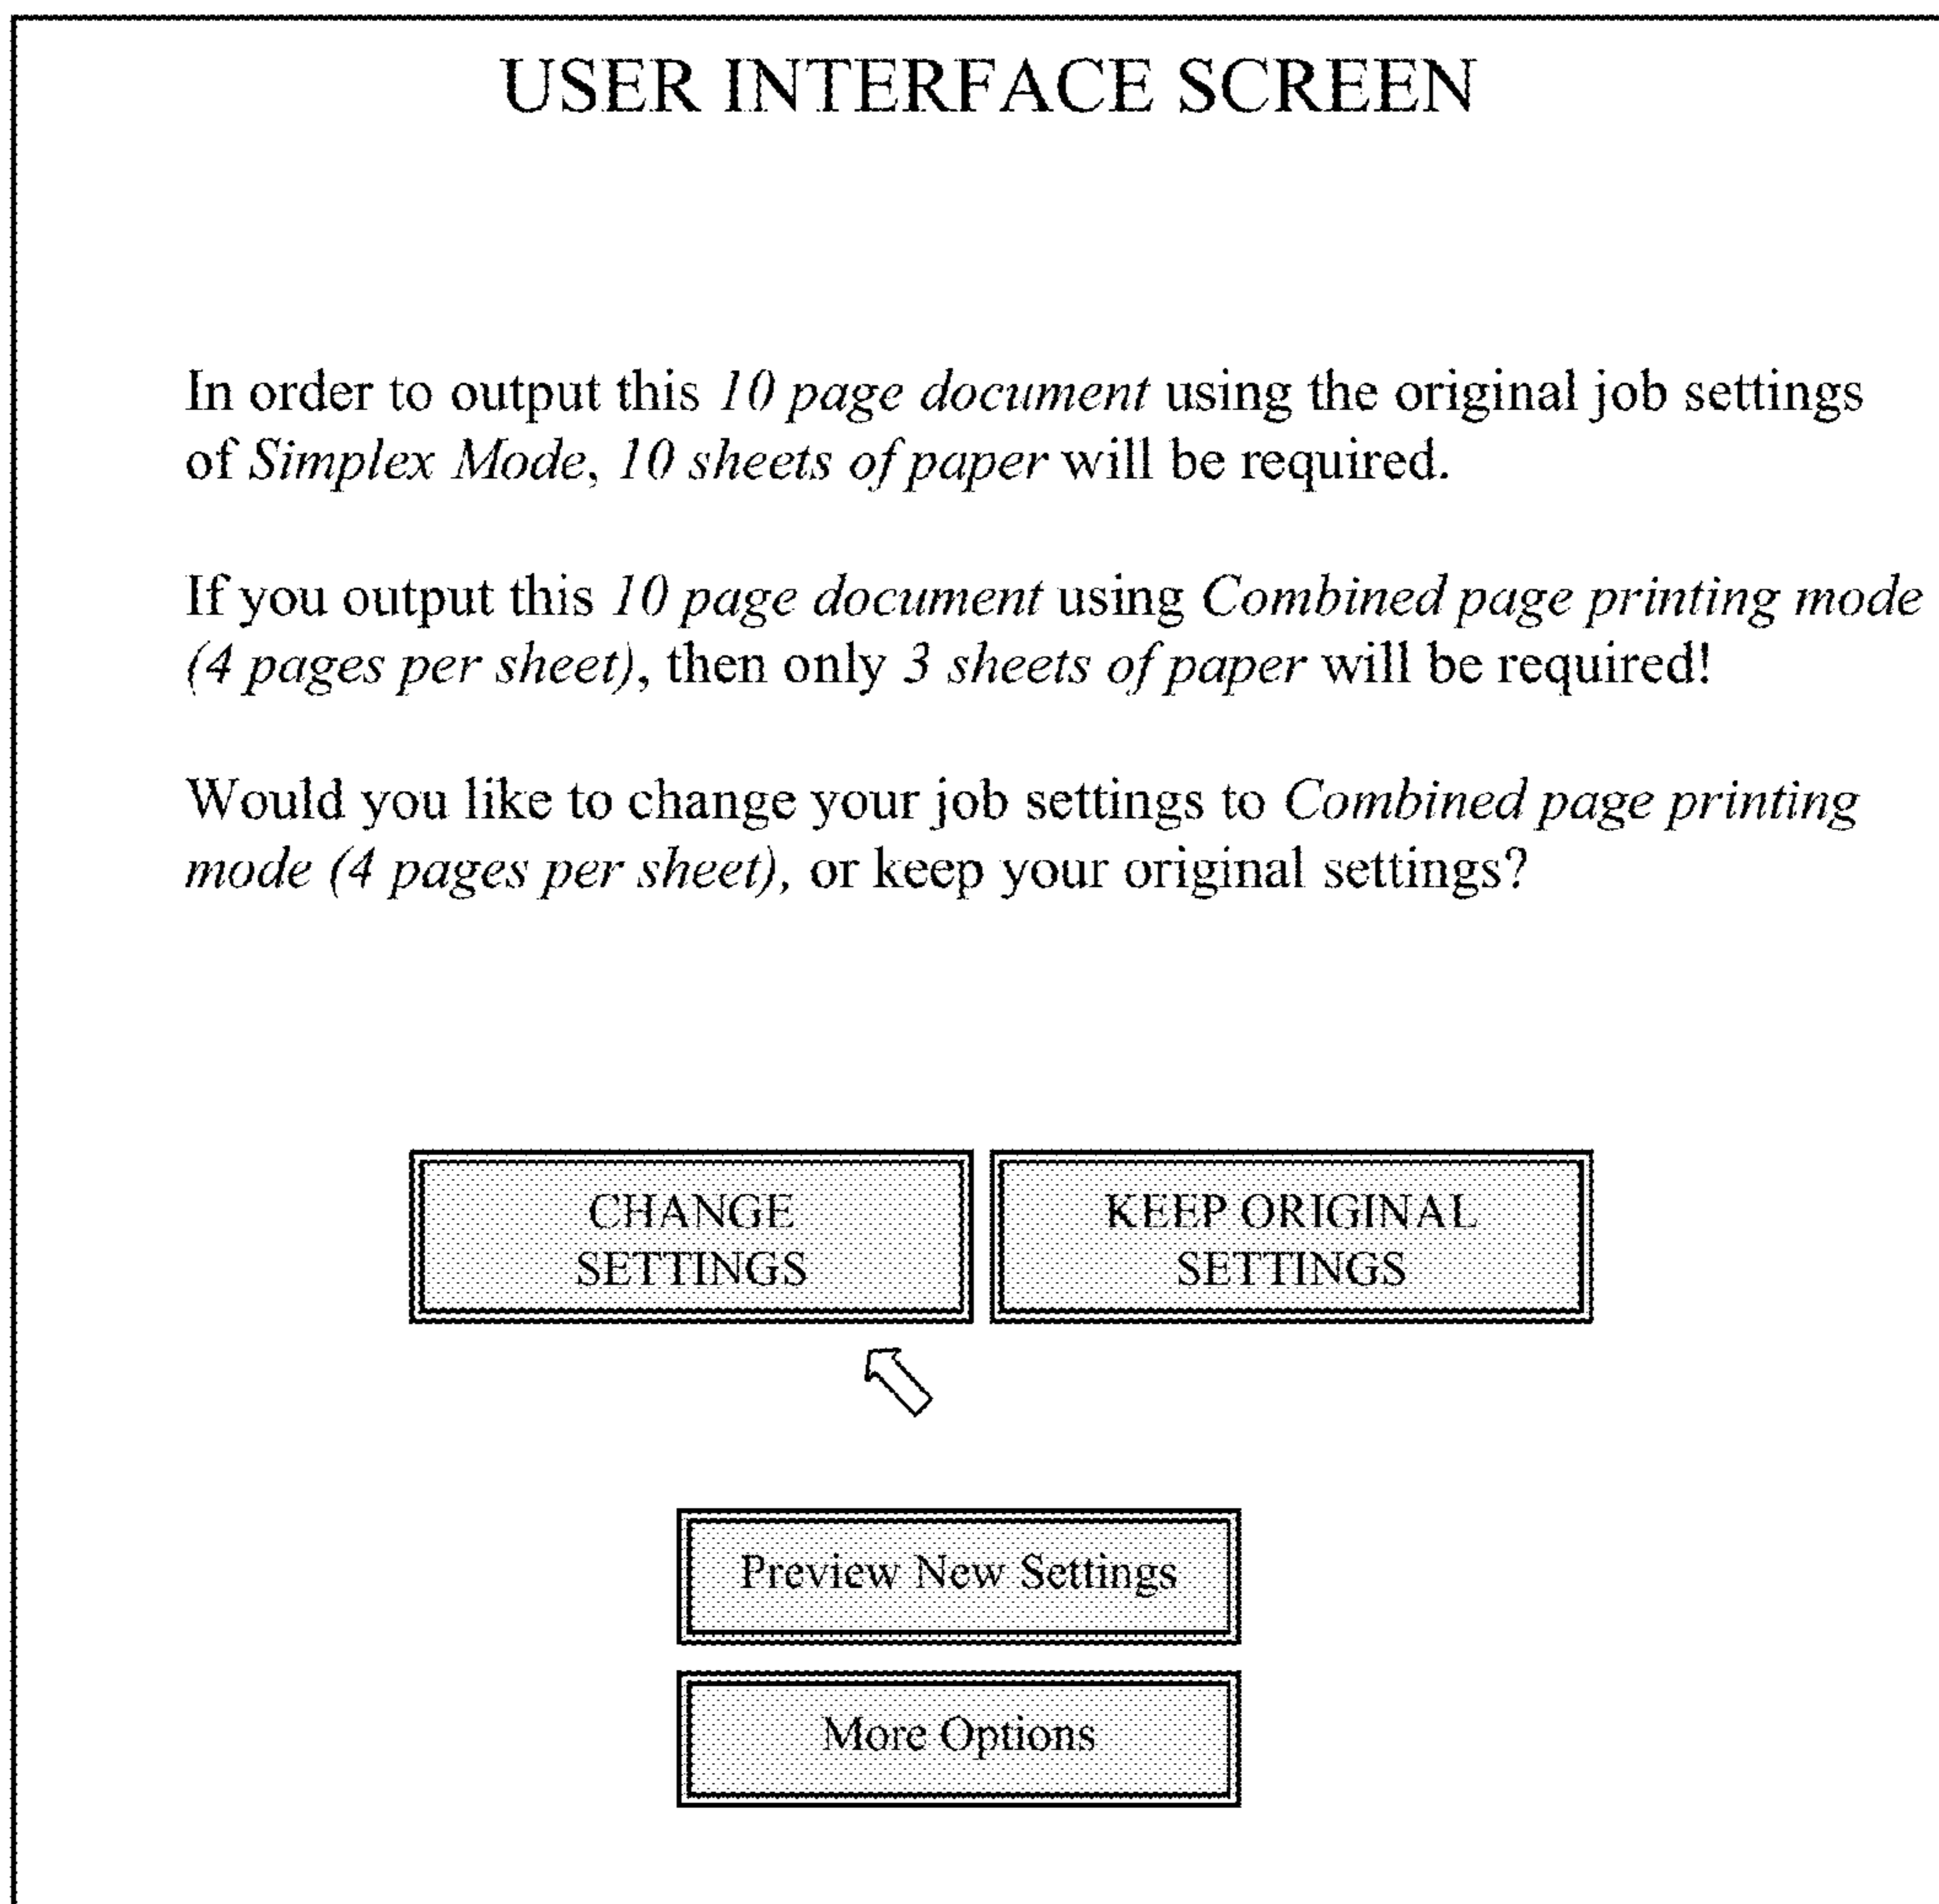 USER INTERFACE SCREEN
In order to output this 10 page document using the original job settings
of Simplex Mode, 10 sheets of paper will be required.
If you output this 10 page document using Combined page printing mode
(4 pages per sheet), then only 3 sheets of paper will be required!
Would you like to change your job settings to Combined page printing
mode (4 pages per sheet), or keep your original settings?
CHANGE
SETTINGS
KEEP ORIGINAL
SETTINGS
Preview New Settings
More Options